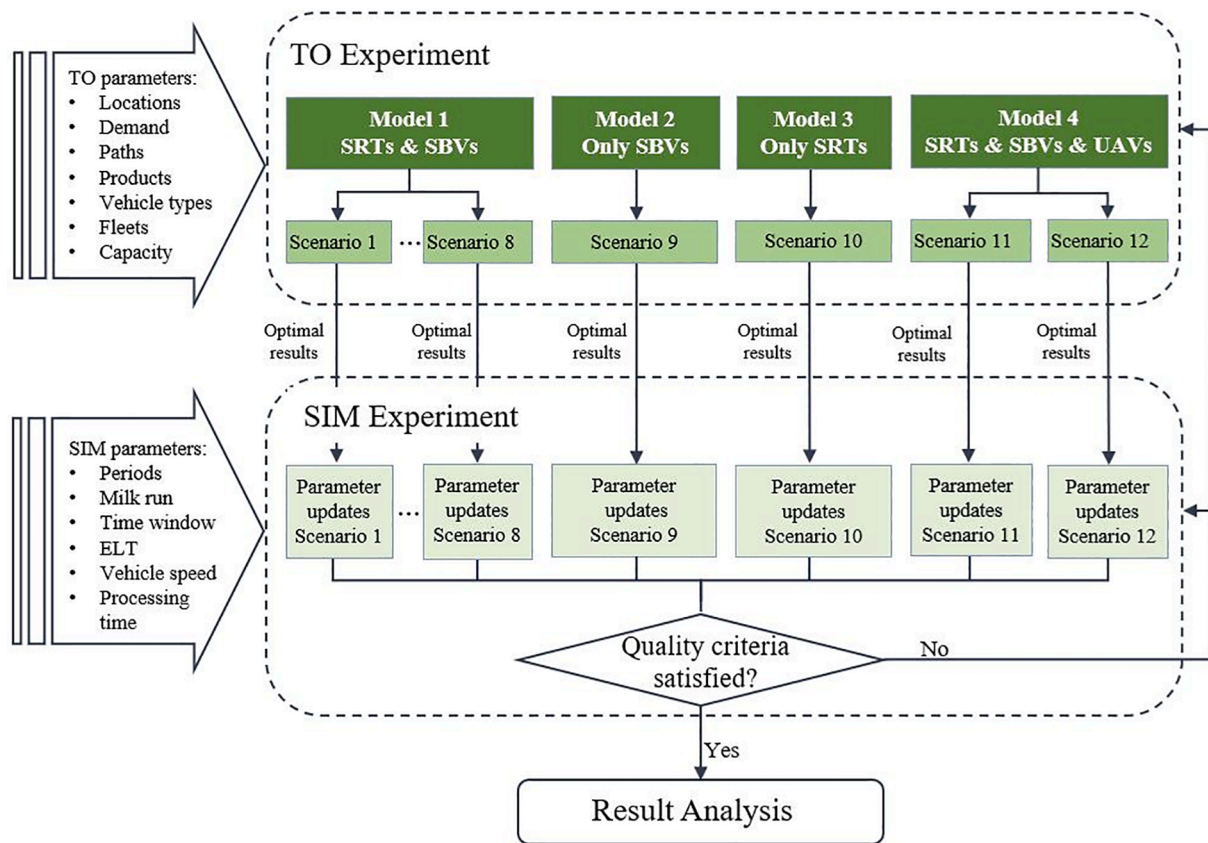 TO parameters:
• Locations
• Demand
• Paths
• Products
• Vehicle types
• Fleets
• Capacity
TO Experiment
Model 1
SRTs & SBVs
Model 2
Only SBVs
Model 3
Only SRTs
Model 4
SRTs & SBVs & UAVs
Scenario 1
...
Scenario 8
Scenario 9
Scenario 10
Scenario 11
Scenario 12
Optimal
results
Optimal
results
Optimal
results
Optimal
results
Optimal
results
Optimal
results
SIM parameters:
• Periods
• Milk run
• Time window
• ELT
• Vehicle speed
• Processing
time
SIM Experiment
Parameter
updates
Scenario 1
...
Parameter
updates
Scenario 8
Parameter
updates
Scenario 9
Parameter
updates
Scenario 10
Parameter
updates
Scenario 11
Parameter
updates
Scenario 12
Quality criteria
satisfied?
No
Yes
Result Analysis